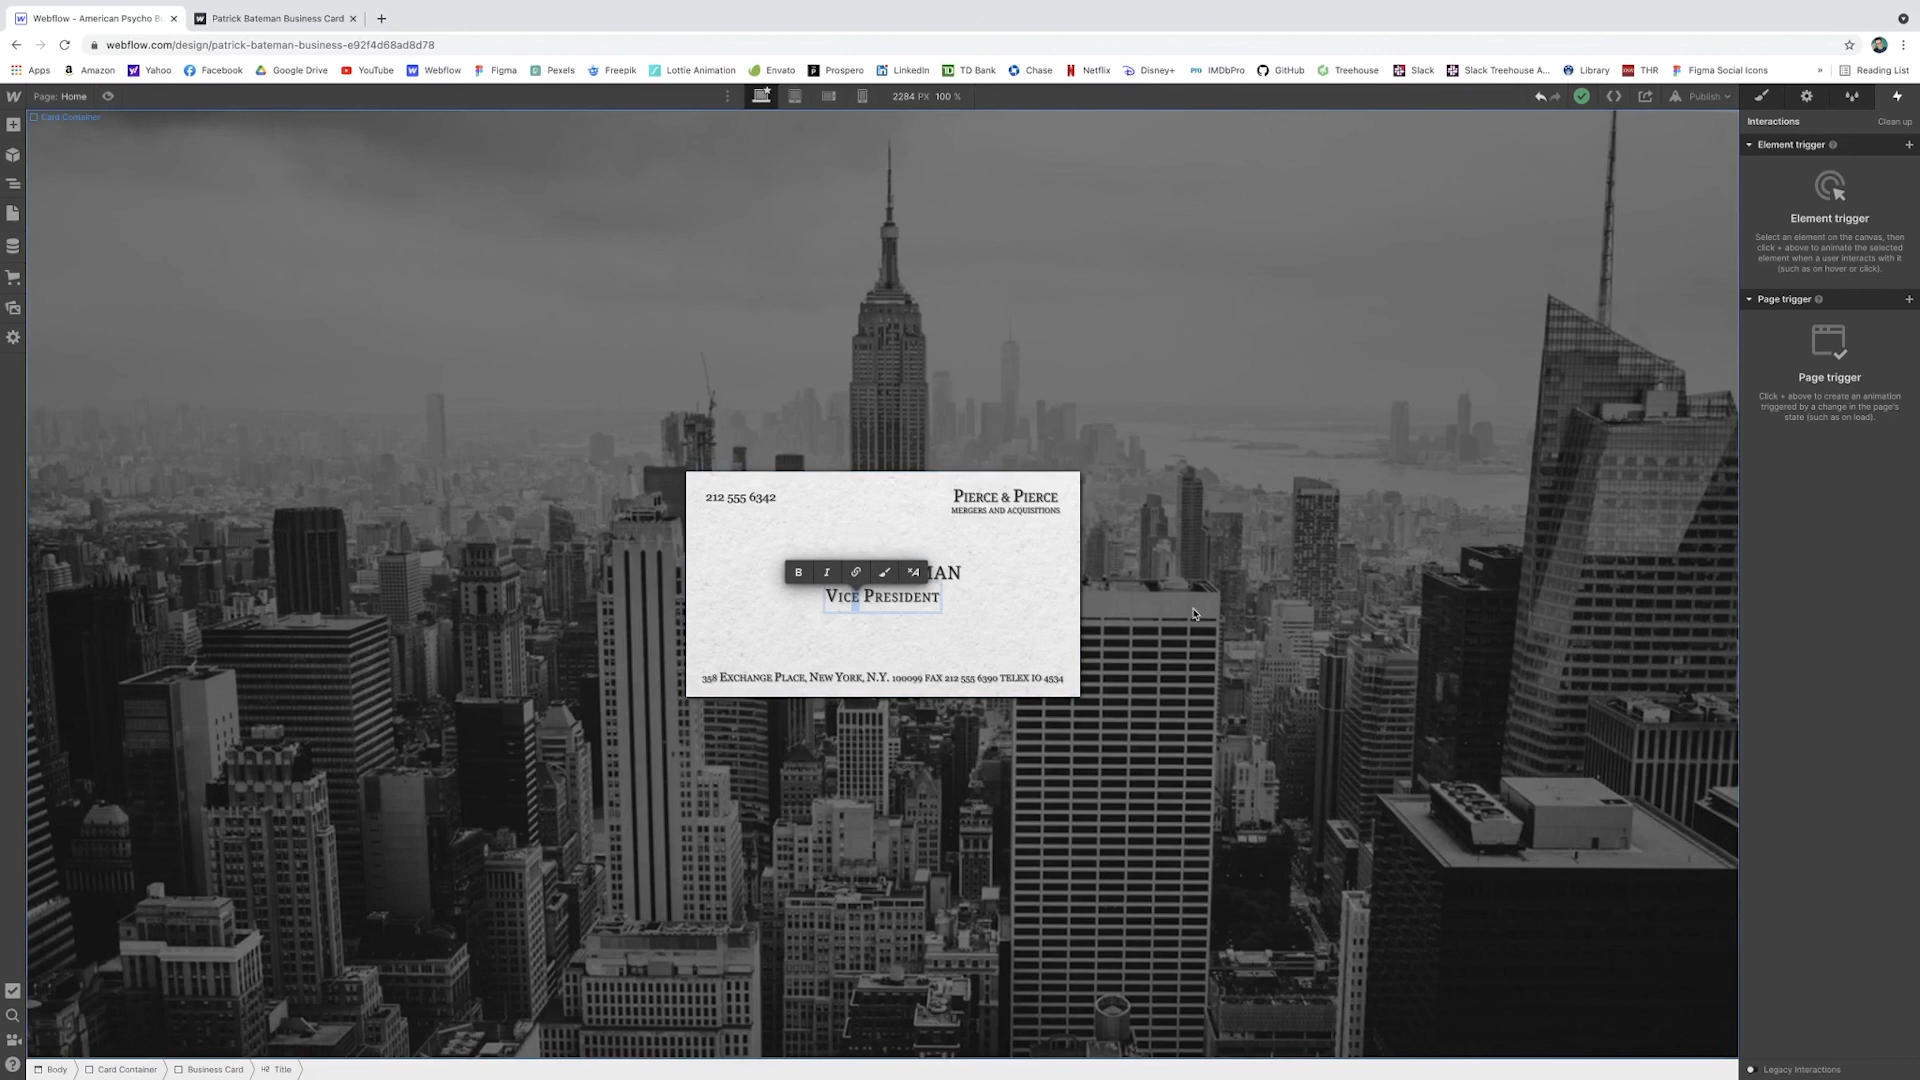 Webflow - American Psycho B
Patrick Bateman Business Card
webflow.com/design/patrick-bateman-business-e92f4d68ad8d78
Apps Amazon Yahoo Facebook Google Drive YouTube Webflow Figma Pexels Freepik Lottie Animation Envato Prospero LinkedIn TD Bank Chase Netflix Disney+ IMDbPro GitHub Treehouse Slack Slack Treehouse A... Library THR Figma Social Icons » Reading List
Page: Home
2284 PX 100 %
Publish
Card Container
Interactions Clean up
Element trigger
Element trigger
Select an element on the canvas, then
click + above to animate the selected
element when a user interacts with it
(such as on hover or click).
Page trigger
Page trigger
Click + above to create an animation
triggered by a change in the page's
state (such as on load).
212 555 6342
Pierce & Pierce
MERGERS AND ACQUISITIONS
B I
MAN
Vice President
358 Exchange Place, New York, N.Y. 100099 FAX 212 555 6390 TELEX IO 4534
Body Card Container Business Card H2 Title
Legacy Interactions